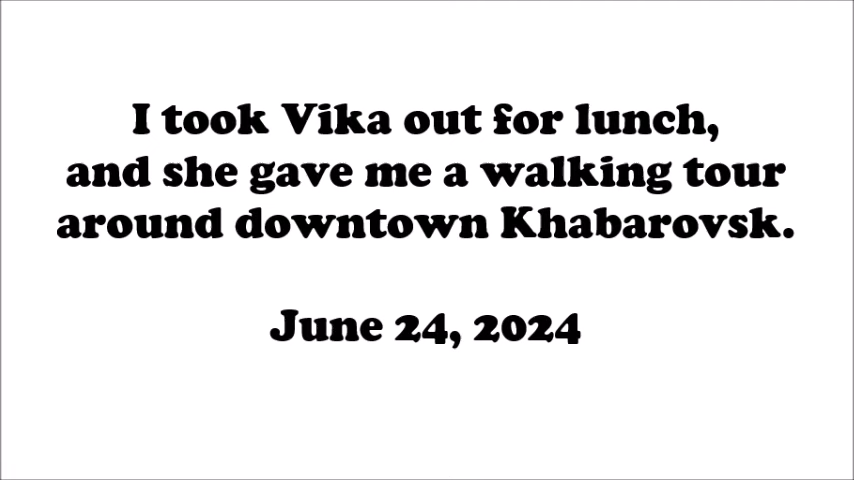 I took Vika out for lunch,
and she gave me a walking tour
around downtown Khabarovsk.
June 24, 2024